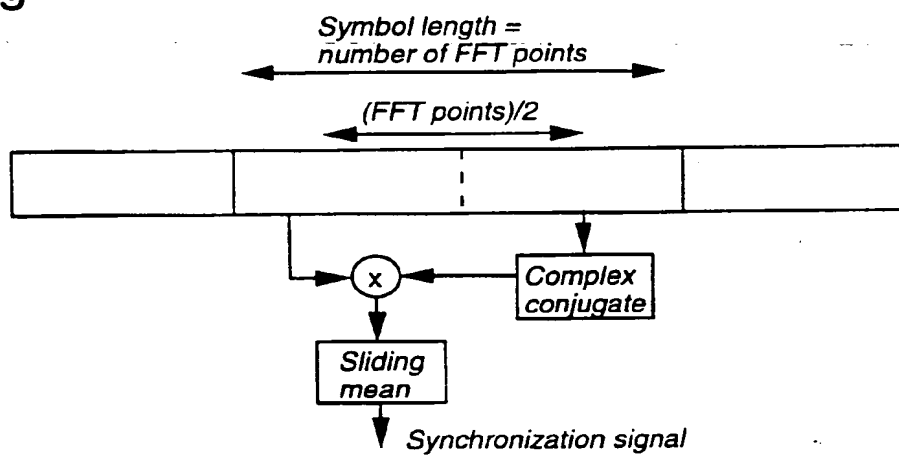 Symbol length =
number of FFT points
(FFT points)/2
x
Complex
conjugate
Sliding
mean
Synchronization signal